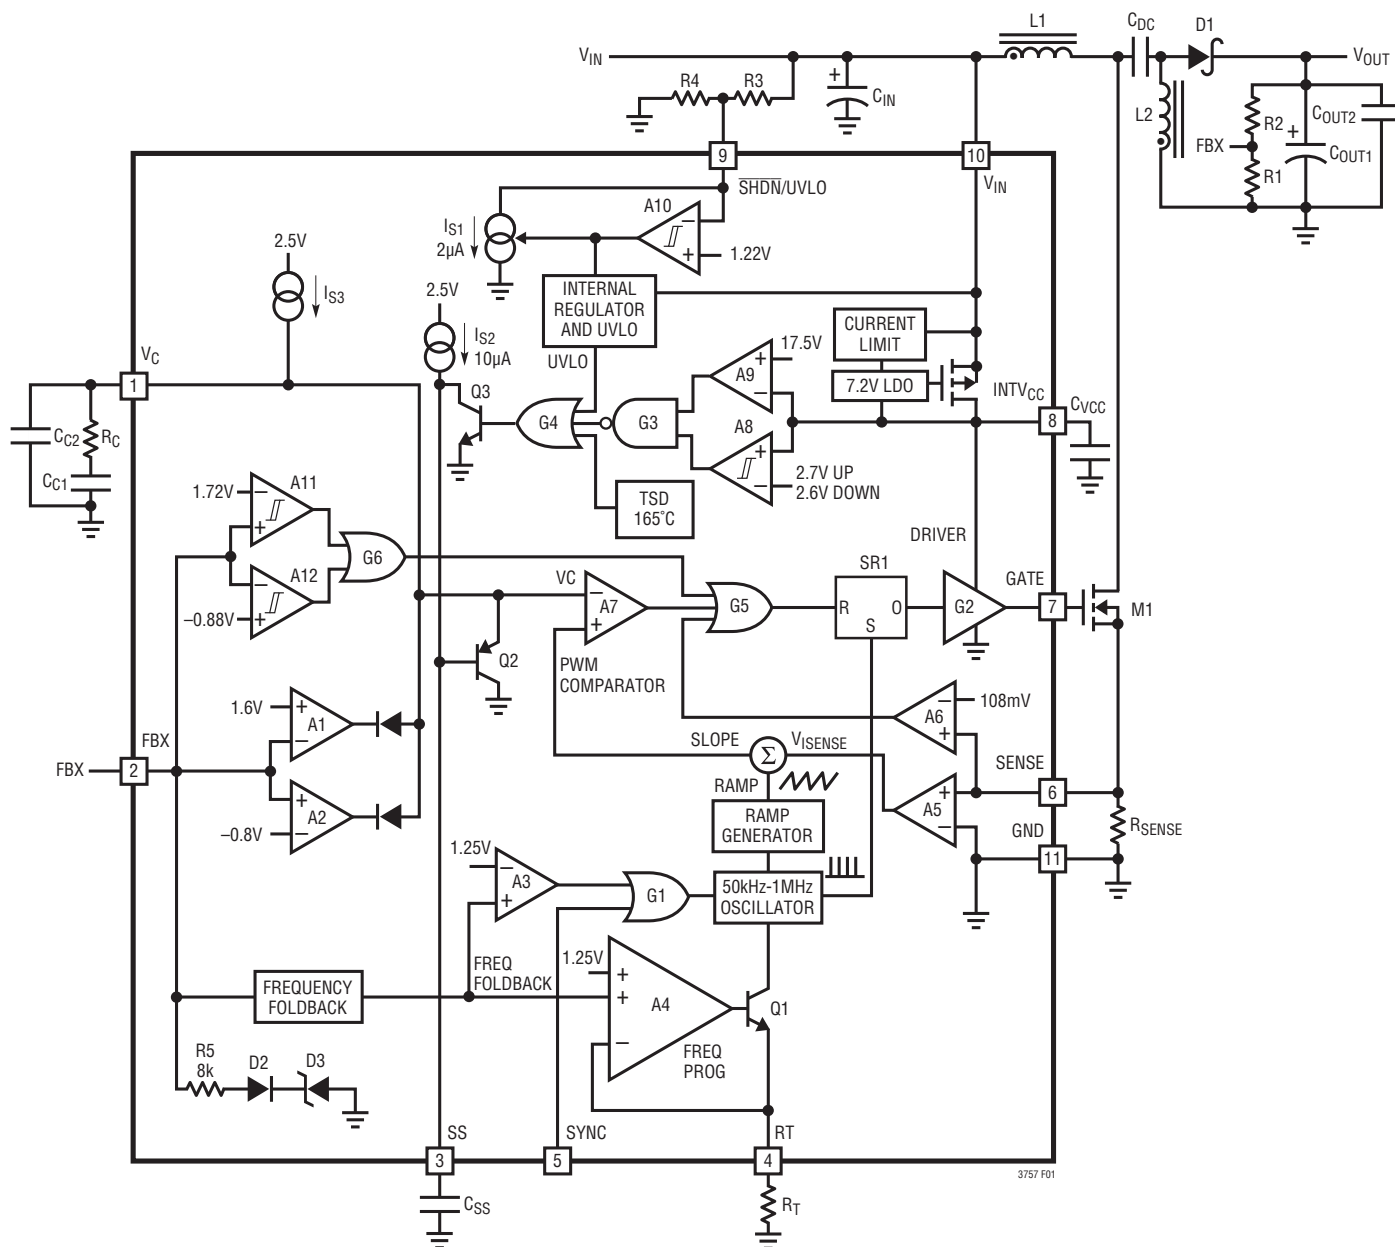 L1
CDC
D1
VIN
VOUT
R4
R3
CIN
L2
R2
COUT2
FBX
COUT1
R1
9
10
SHDN/UVLO
VIN
A10
IS1
2µA
2.5V
1.22V
IS3
2.5V
INTERNAL
REGULATOR
AND UVLO
CURRENT
LIMIT
IS2
10µA
17.5V
VC
UVLO
1
A9
7.2V LDO
INTVCC
CVCC
Q3
G4
G3
A8
8
CC2
RC
CC1
2.7V UP
2.6V DOWN
A11
1.72V
TSD
165˚C
G6
DRIVER
SR1
A12
VC
GATE
A7
G5
R
O
S
G2
7
M1
–0.88V
Q2
PWM
COMPARATOR
1.6V
A1
A6
108mV
FBX
SLOPE
Σ
VISENSE
SENSE
FBX
2
RAMP
6
A2
A5
RAMP
GENERATOR
RSENSE
–0.8V
GND
1.25V
11
A3
50kHz-1MHz
OSCILLATOR
G1
1.25V
FREQ
FOLDBACK
FREQUENCY
FOLDBACK
A4
Q1
R5
8k
D2
D3
FREQ
PROG
SS
SYNC
RT
3
5
4
3757 F01
CSS
RT